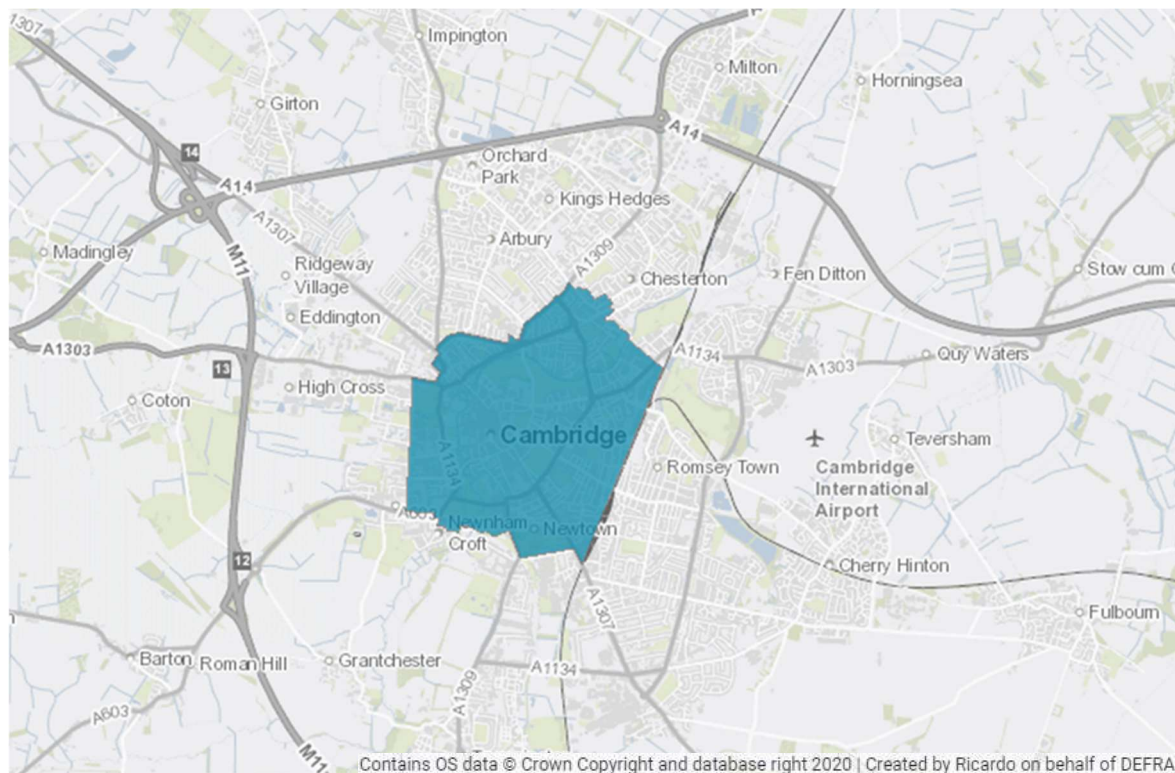 1307
Impington
Milton
Horningsea
Girton
A14
14
Orchard
Park
Kings Hedges
A14
A1307
Arbury
A1309
Madingley
Ridgeway
Village
M11
Chesterton
Fen Ditton
Stow cum
Eddington
A1303
13
High Cross
A1134
A1303
Quy Waters
Coton
Cambridge
A1134
Romsey Town
Teversham
Cambridge
International
Airport
A603
Newnham
Croft
Newtown
12
Cherry Hinton
A1307
Fulbourn
Barton
Roman Hill
Grantchester
A1134
A1309
A603
M11
Contains OS data © Crown Copyright and database right 2020 | Created by Ricardo on behalf of DEFRA